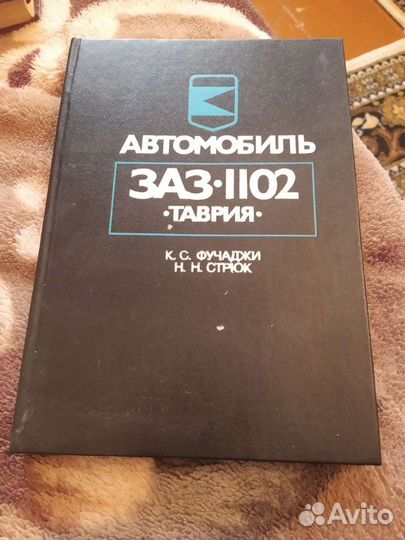 АВТОМОБИЛЬ
ЗАЗ·1102
·ТАВРИЯ·
К. С. ФУЧАДЖИ
Н. Н. СТРЮК
Avito